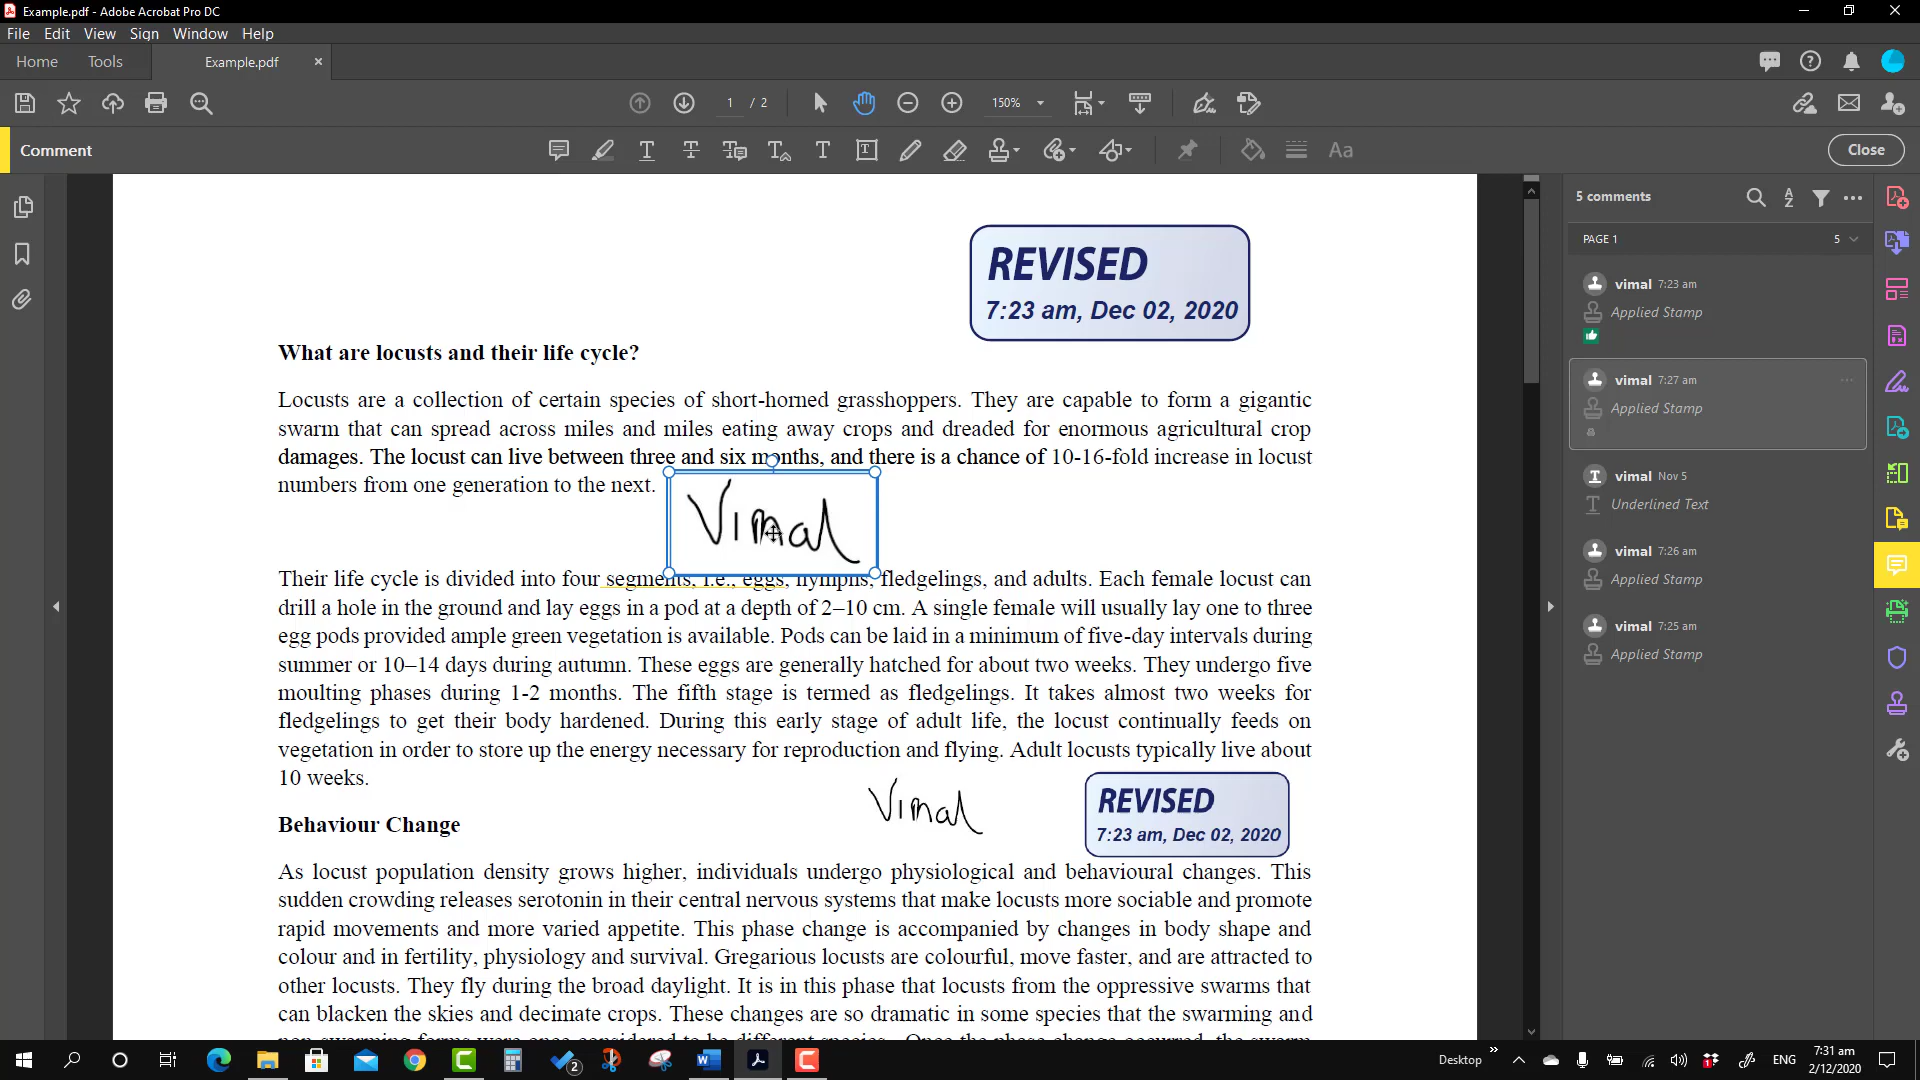 Example.pdf - Adobe Acrobat Pro DC
File Edit View Sign Window Help
Home Tools Example.pdf
1 / 2 150%
Comment
Close
REVISED
7:23 am, Dec 02, 2020
What are locusts and their life cycle?
Locusts are a collection of certain species of short-horned grasshoppers. They are capable to form a gigantic
swarm that can spread across miles and miles eating away crops and dreaded for enormous agricultural crop
damages. The locust can live between three and six months, and there is a chance of 10-16-fold increase in locust
numbers from one generation to the next.
Vimal
Their life cycle is divided into four segments, i.e., eggs, nymphs, fledgelings, and adults. Each female locust can
drill a hole in the ground and lay eggs in a pod at a depth of 2–10 cm. A single female will usually lay one to three
egg pods provided ample green vegetation is available. Pods can be laid in a minimum of five-day intervals during
summer or 10–14 days during autumn. These eggs are generally hatched for about two weeks. They undergo five
moulting phases during 1-2 months. The fifth stage is termed as fledgelings. It takes almost two weeks for
fledgelings to get their body hardened. During this early stage of adult life, the locust continually feeds on
vegetation in order to store up the energy necessary for reproduction and flying. Adult locusts typically live about
10 weeks.
Vimal
REVISED
7:23 am, Dec 02, 2020
Behaviour Change
As locust population density grows higher, individuals undergo physiological and behavioural changes. This
sudden crowding releases serotonin in their central nervous systems that make locusts more sociable and promote
rapid movements and more varied appetite. This phase change is accompanied by changes in body shape and
colour and in fertility, physiology and survival. Gregarious locusts are colourful, move faster, and are attracted to
other locusts. They fly during the broad daylight. It is in this phase that locusts from the oppressive swarms that
can blacken the skies and decimate crops. These changes are so dramatic in some species that the swarming and
5 comments
PAGE 1 5
vimal 7:23 am
Applied Stamp
vimal 7:27 am
Applied Stamp
vimal Nov 5
Underlined Text
vimal 7:26 am
Applied Stamp
vimal 7:25 am
Applied Stamp
2
Desktop
ENG
7:31 am
2/12/2020